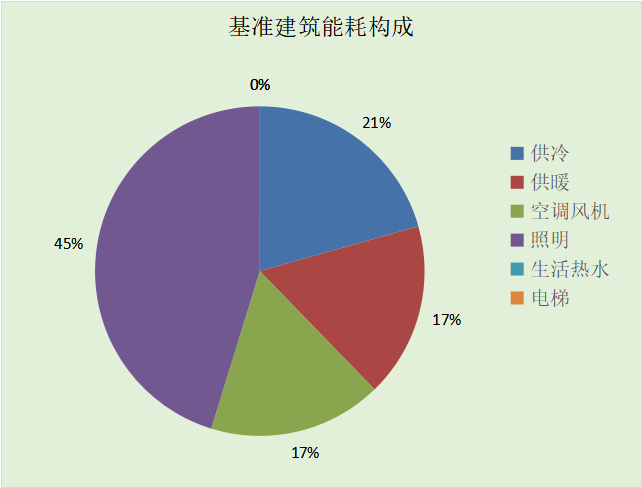 基准建筑能耗构成
0%
21%
17%
17%
45%
供冷
供暖
空调风机
照明
生活热水
电梯